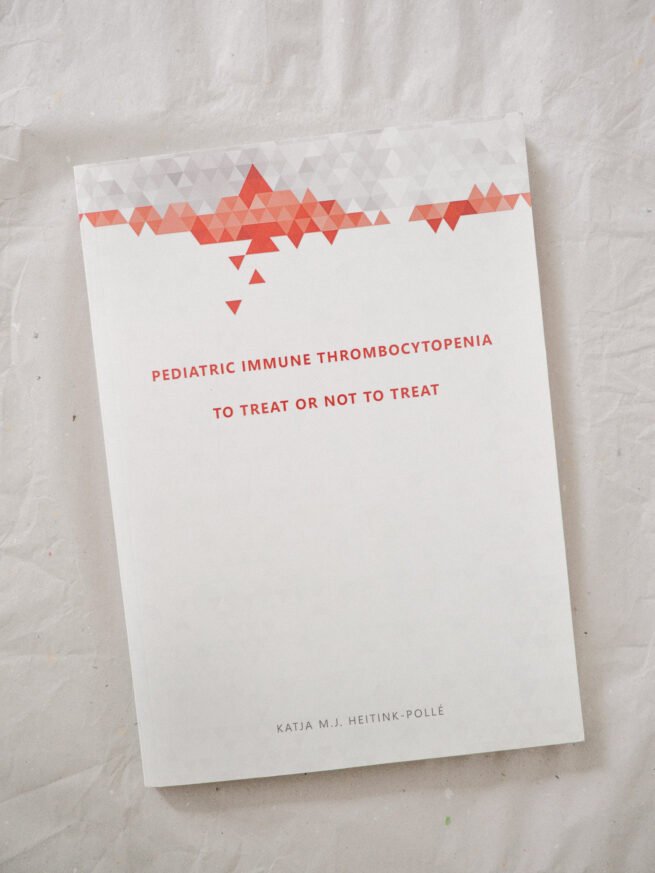 PEDIATRIC IMMUNE THROMBOCYTOPENIA
TO TREAT OR NOT TO TREAT
KATJA M.J. HEITINK-POLLÉ